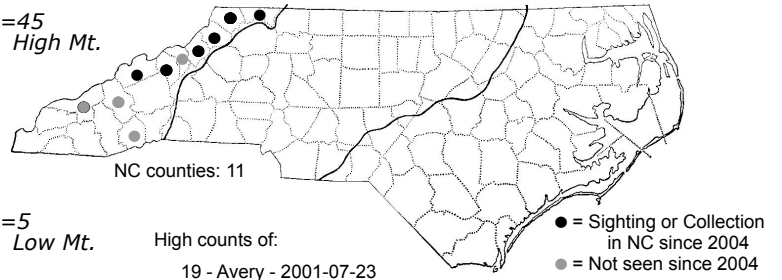 =45
High Mt.
NC counties: 11
=5
Low Mt.
High counts of:
19 - Avery - 2001-07-23
= Sighting or Collection
in NC since 2004
= Not seen since 2004